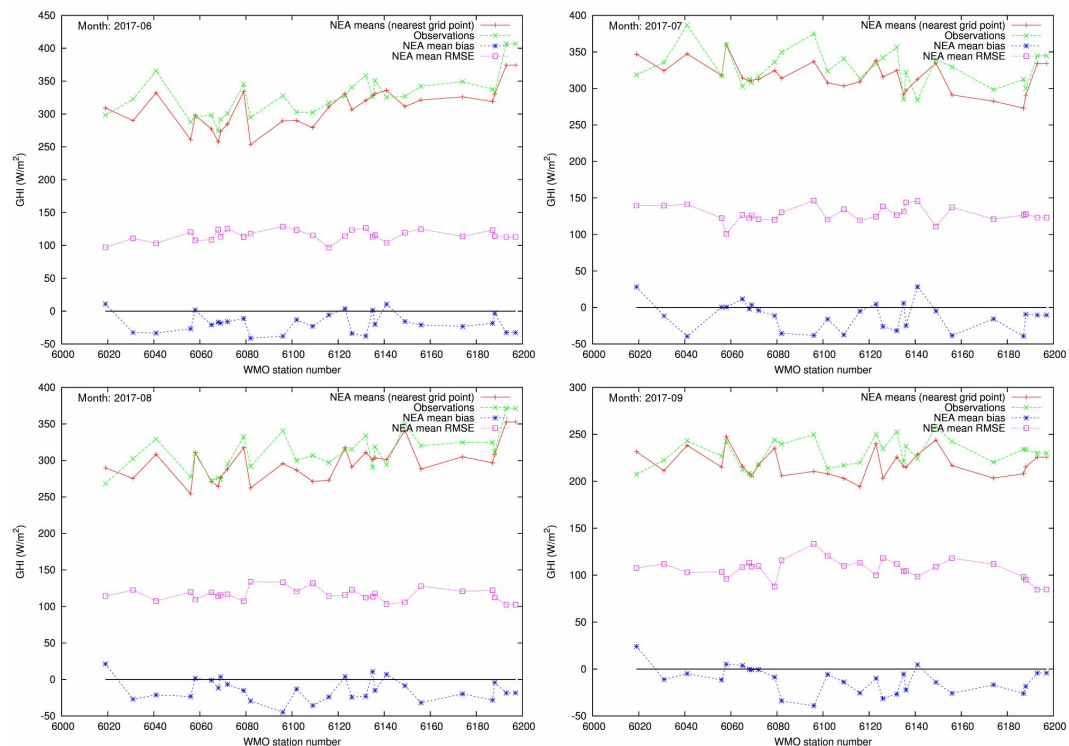 Month: 2017-06
NEA means (nearest grid point)
Observations
NEA mean bias
NEA mean RMSE
GHI (W/m²)
450
400
350
300
250
200
150
100
50
0
-50
6000 6020 6040 6060 6080 6100 6120 6140 6160 6180 6200
WMO station number
Month: 2017-07
NEA means (nearest grid point)
Observations
NEA mean bias
NEA mean RMSE
GHI (W/m²)
400
350
300
250
200
150
100
50
0
-50
6000 6020 6040 6060 6080 6100 6120 6140 6160 6180 6200
WMO station number
Month: 2017-08
NEA means (nearest grid point)
Observations
NEA mean bias
NEA mean RMSE
GHI (W/m²)
400
350
300
250
200
150
100
50
0
-50
6000 6020 6040 6060 6080 6100 6120 6140 6160 6180 6200
WMO station number
Month: 2017-09
NEA means (nearest grid point)
Observations
NEA mean bias
NEA mean RMSE
GHI (W/m²)
300
250
200
150
100
50
0
-50
6000 6020 6040 6060 6080 6100 6120 6140 6160 6180 6200
WMO station number